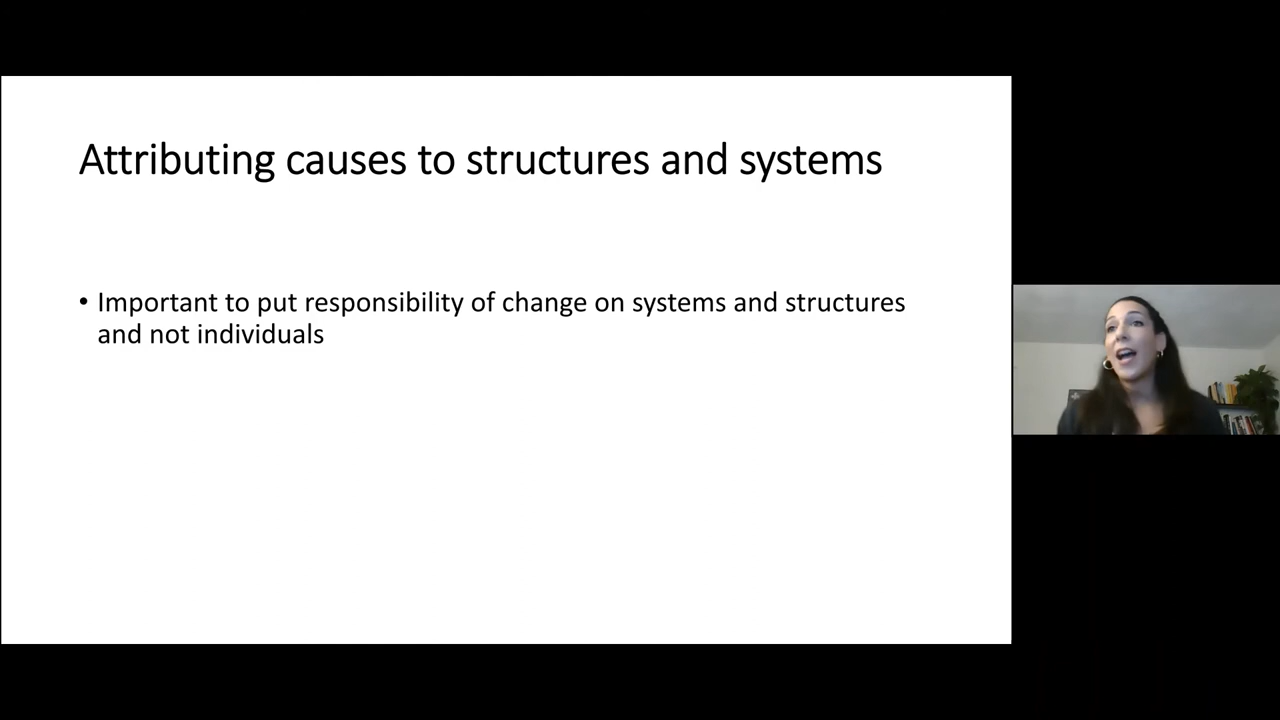 Attributing causes to structures and systems
• Important to put responsibility of change on systems and structures
and not individuals